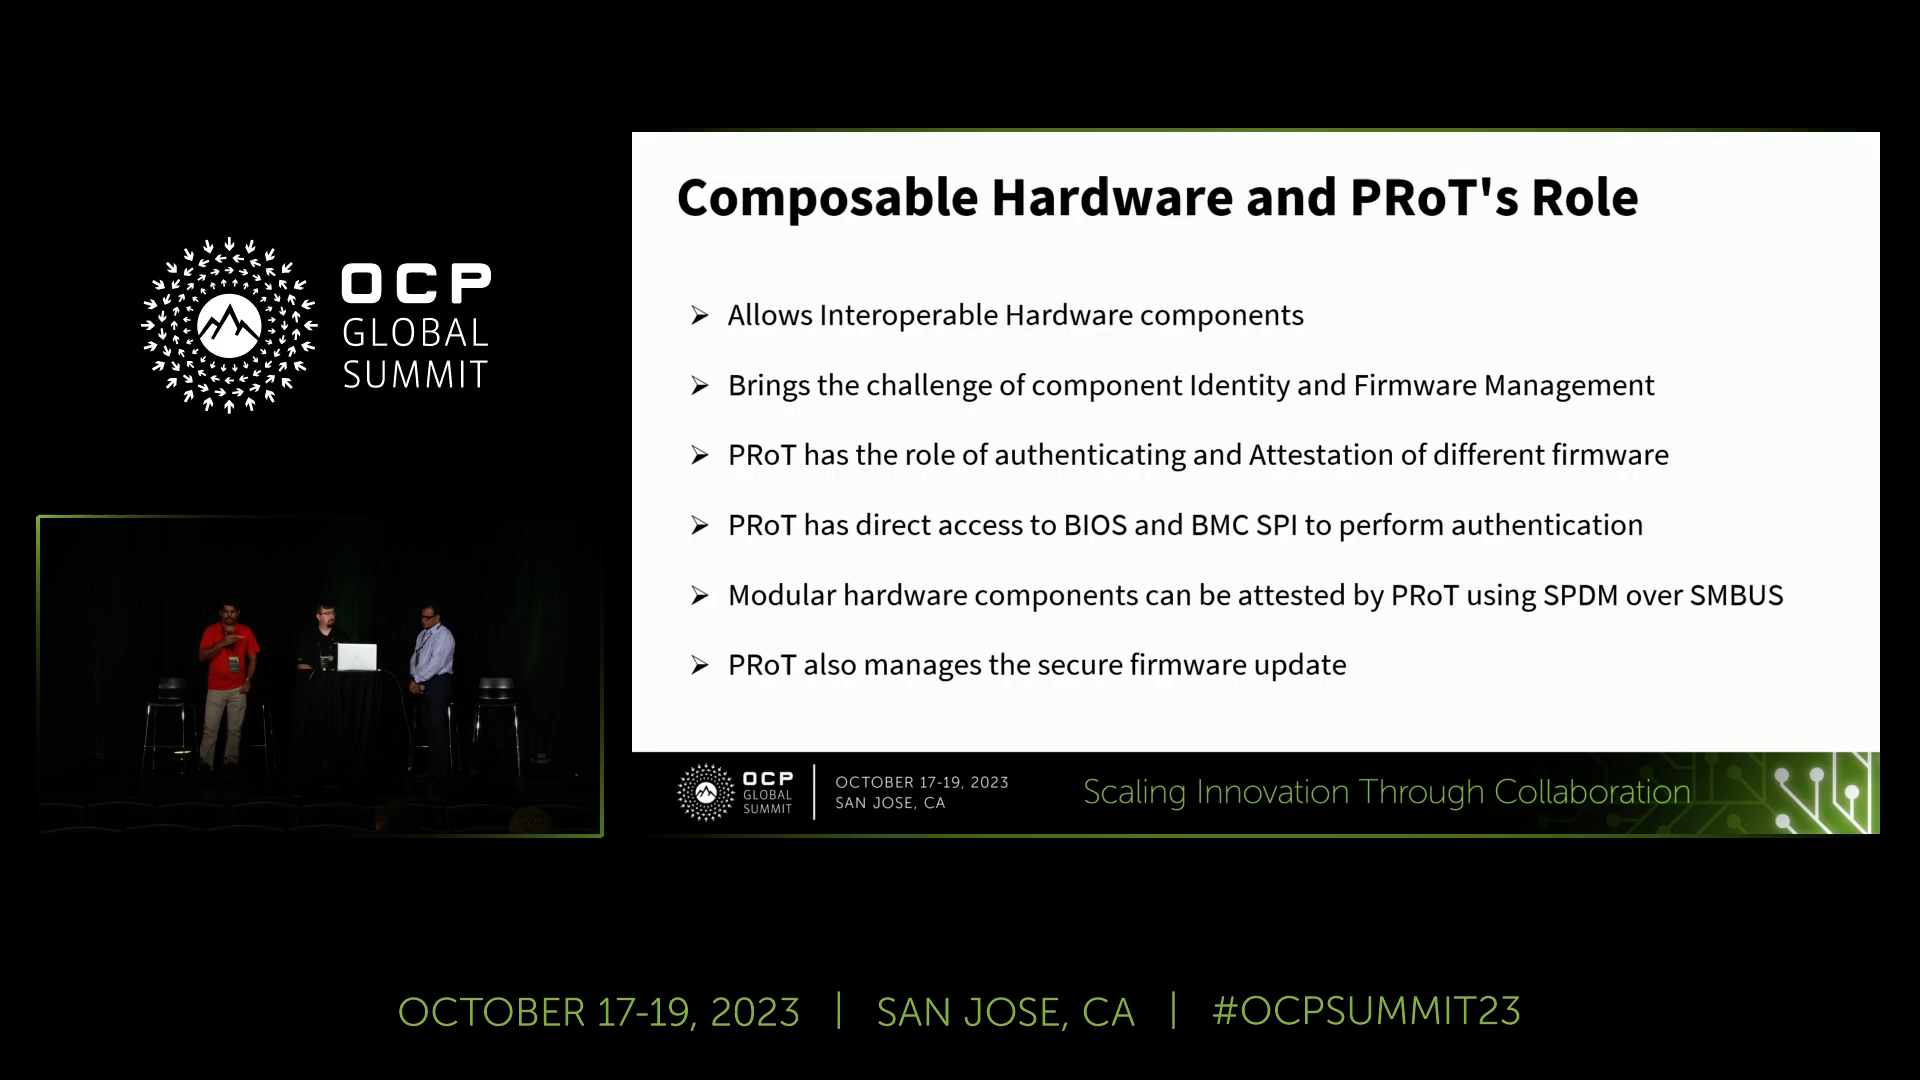 OCP
GLOBAL
SUMMIT
Composable Hardware and PRoT's Role
➢ Allows Interoperable Hardware components
➢ Brings the challenge of component Identity and Firmware Management
➢ PRoT has the role of authenticating and Attestation of different firmware
➢ PRoT has direct access to BIOS and BMC SPI to perform authentication
➢ Modular hardware components can be attested by PRoT using SPDM over SMBUS
➢ PRoT also manages the secure firmware update
OCP
GLOBAL
SUMMIT
OCTOBER 17-19, 2023
SAN JOSE, CA
Scaling Innovation Through Collaboration
OCTOBER 17-19, 2023 | SAN JOSE, CA | #OCPSUMMIT23